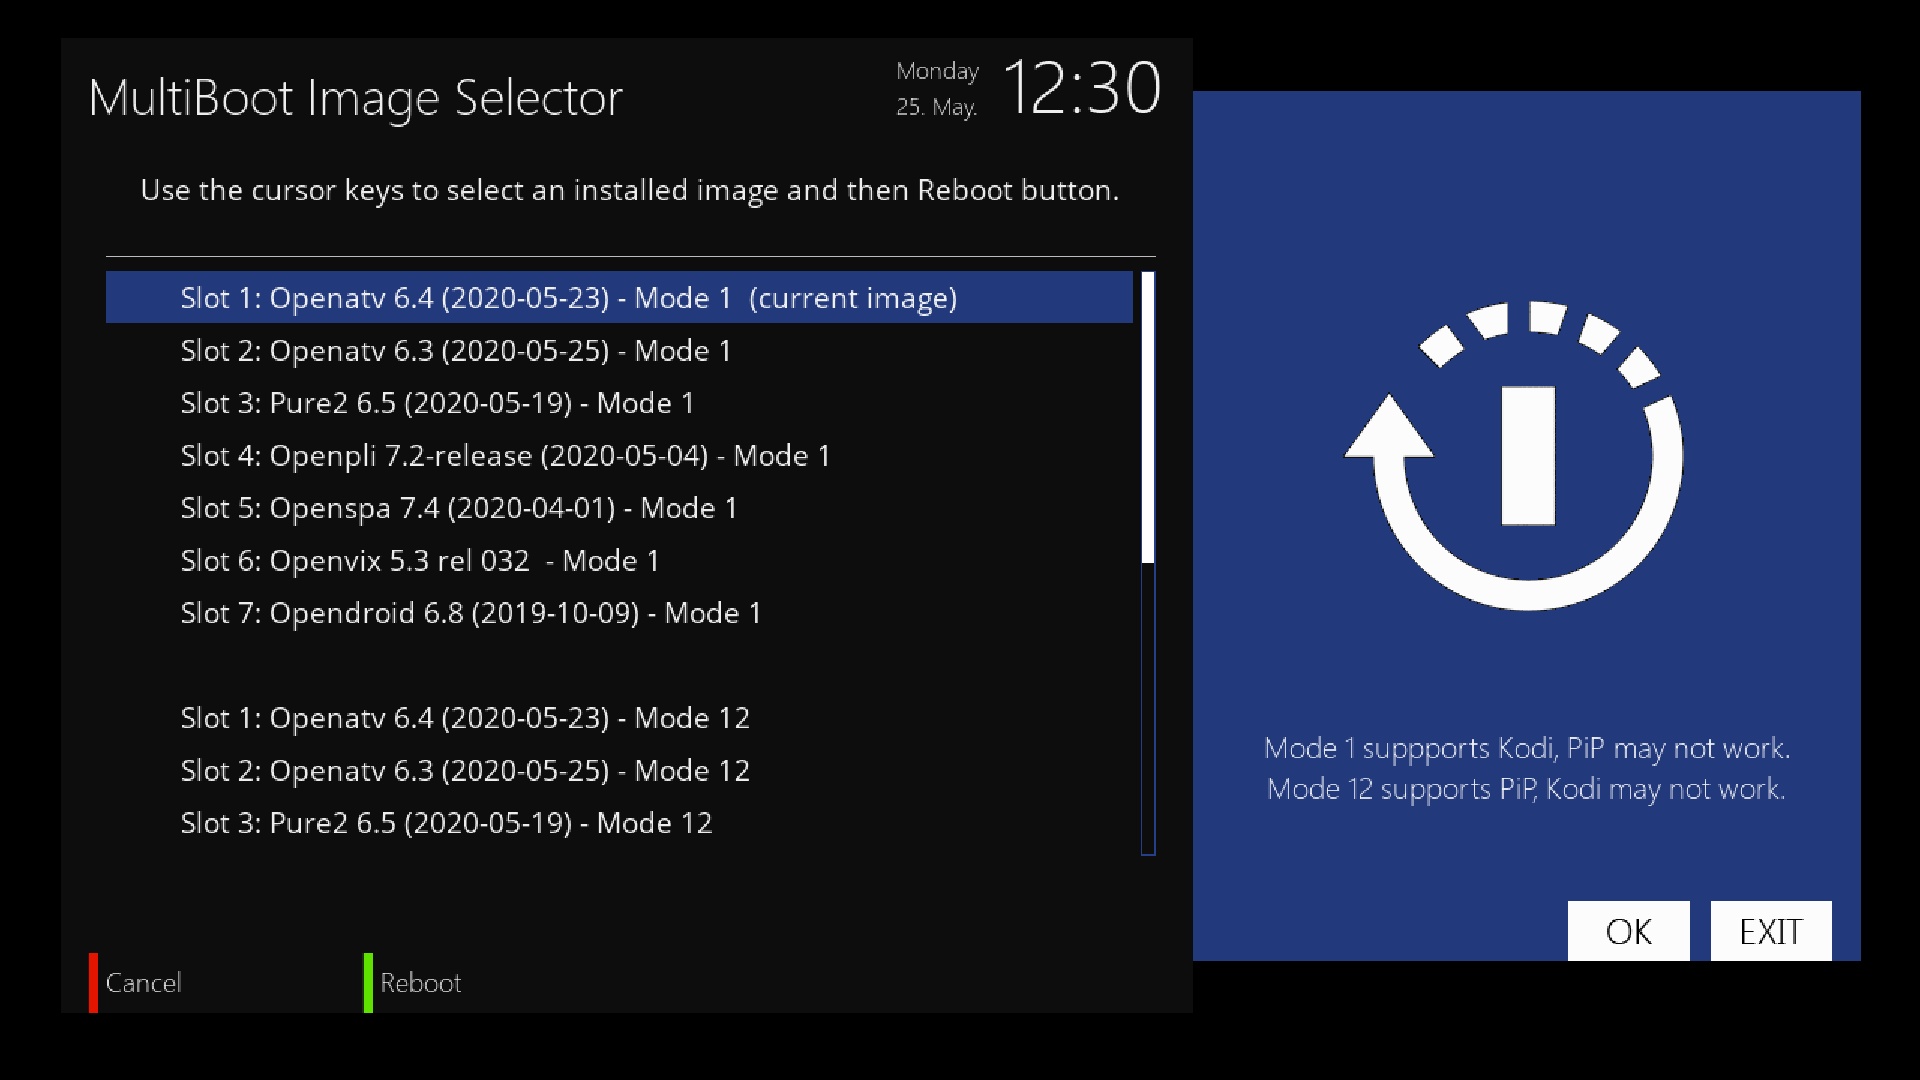 MultiBoot Image Selector
Monday
25. May.
12:30
Use the cursor keys to select an installed image and then Reboot button.
Slot 1: Openatv 6.4 (2020-05-23) - Mode 1  (current image)
Slot 2: Openatv 6.3 (2020-05-25) - Mode 1
Slot 3: Pure2 6.5 (2020-05-19) - Mode 1
Slot 4: Openpli 7.2-release (2020-05-04) - Mode 1
Slot 5: Openspa 7.4 (2020-04-01) - Mode 1
Slot 6: Openvix 5.3 rel 032  - Mode 1
Slot 7: Opendroid 6.8 (2019-10-09) - Mode 1
Slot 1: Openatv 6.4 (2020-05-23) - Mode 12
Slot 2: Openatv 6.3 (2020-05-25) - Mode 12
Slot 3: Pure2 6.5 (2020-05-19) - Mode 12
Cancel
Reboot
Mode 1 suppports Kodi, PiP may not work.
Mode 12 supports PiP, Kodi may not work.
OK
EXIT